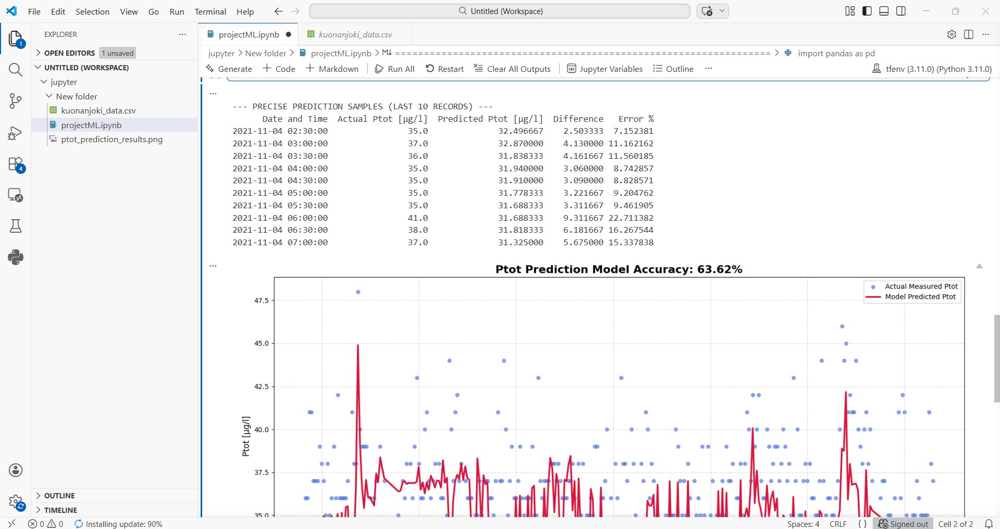 File Edit Selection View Go Run Terminal Help
Untitled (Workspace)
EXPLORER
OPEN EDITORS 1 unsaved
UNTITLED (WORKSPACE)
jupyter
New folder
kuonanjoki_data.csv
projectML.ipynb
ptot_prediction_results.png
OUTLINE
TIMELINE
1
4
projectML.ipynb
kuonanjoki_data.csv
jupyter > New folder > projectML.ipynb > M↓ ================================================================ > import pandas as pd
Generate + Code + Markdown Run All Restart Clear All Outputs Jupyter Variables Outline ... tfenv (3.11.0) (Python 3.11.0)
--- PRECISE PREDICTION SAMPLES (LAST 10 RECORDS) ---
Date and Time Actual Ptot [µg/l] Predicted Ptot [µg/l] Difference Error %
2021-11-04 02:30:00 35.0 32.496667 2.503333 7.152381
2021-11-04 03:00:00 37.0 32.870000 4.130000 11.162162
2021-11-04 03:30:00 36.0 31.838333 4.161667 11.560185
2021-11-04 04:00:00 35.0 31.940000 3.060000 8.742857
2021-11-04 04:30:00 35.0 31.910000 3.090000 8.828571
2021-11-04 05:00:00 35.0 31.778333 3.221667 9.204762
2021-11-04 05:30:00 35.0 31.688333 3.311667 9.461905
2021-11-04 06:00:00 41.0 31.688333 9.311667 22.711382
2021-11-04 06:30:00 38.0 31.818333 6.181667 16.267544
2021-11-04 07:00:00 37.0 31.325000 5.675000 15.337838
Ptot Prediction Model Accuracy: 63.62%
Actual Measured Ptot
Model Predicted Ptot
47.5
45.0
42.5
40.0
37.5
35.0
Ptot [µg/l]
0 0 Installing update: 90%
Spaces: 4 CRLF { } Signed out Cell 2 of 2